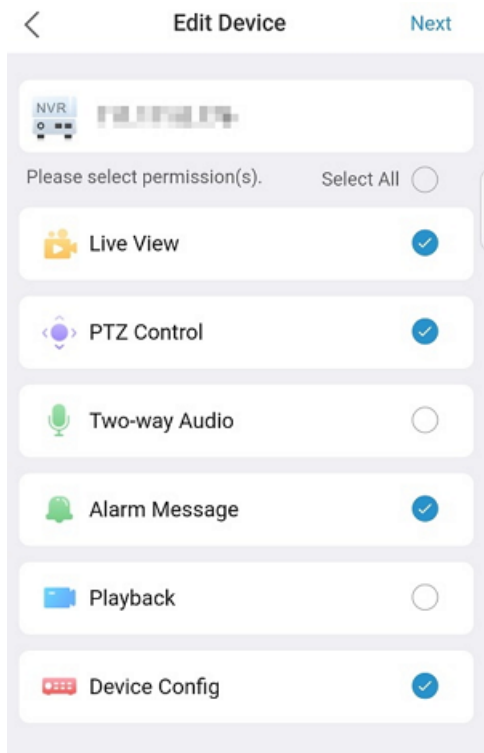 Edit Device
Next
NVR
Please select permission(s).
Select All
Live View
PTZ Control
Two-way Audio
Alarm Message
Playback
Device Config